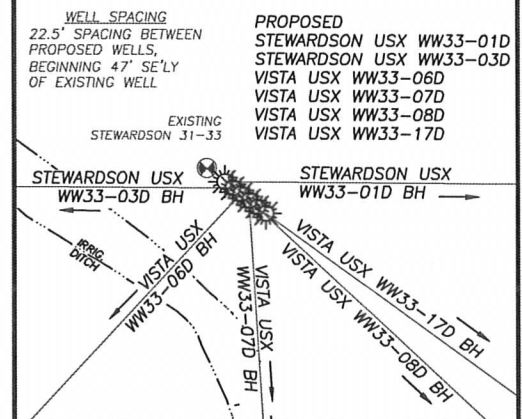 WELL SPACING
22.5' SPACING BETWEEN
PROPOSED WELLS,
BEGINNING 47' SE'LY
OF EXISTING WELL
PROPOSED
STEWARDSON USX WW33-01D
STEWARDSON USX WW33-03D
VISTA USX WW33-06D
VISTA USX WW33-07D
VISTA USX WW33-08D
VISTA USX WW33-17D
EXISTING
STEWARDSON 31-33
STEWARDSON USX
WW33-03D BH
STEWARDSON USX
WW33-01D BH
IRRIG.
DITCH
VISTA USX
WW33-06D BH
VISTA USX
WW33-07D BH
VISTA USX WW33-17D BH
VISTA USX WW33-08D BH